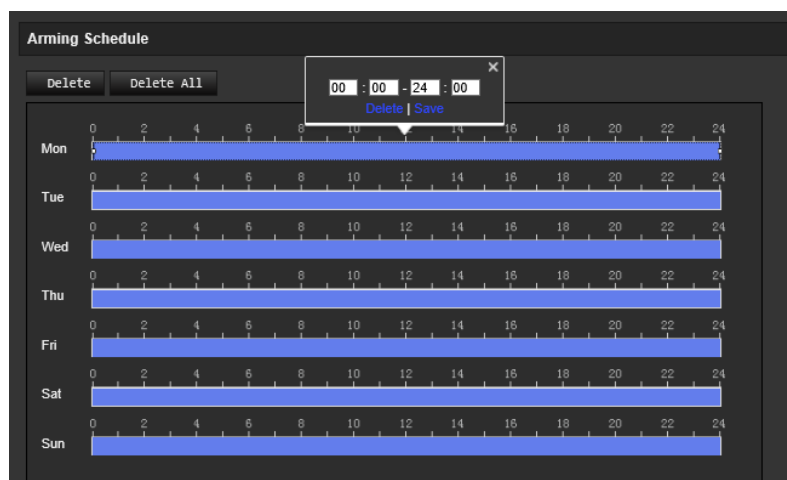 Arming Schedule
×
Delete Delete All
00 : 00 - 24 : 00
Delete | Save
0 2 4 6 8 10 12 14 16 18 20 22 24
Mon
0 2 4 6 8 10 12 14 16 18 20 22 24
Tue
0 2 4 6 8 10 12 14 16 18 20 22 24
Wed
0 2 4 6 8 10 12 14 16 18 20 22 24
Thu
0 2 4 6 8 10 12 14 16 18 20 22 24
Fri
0 2 4 6 8 10 12 14 16 18 20 22 24
Sat
0 2 4 6 8 10 12 14 16 18 20 22 24
Sun